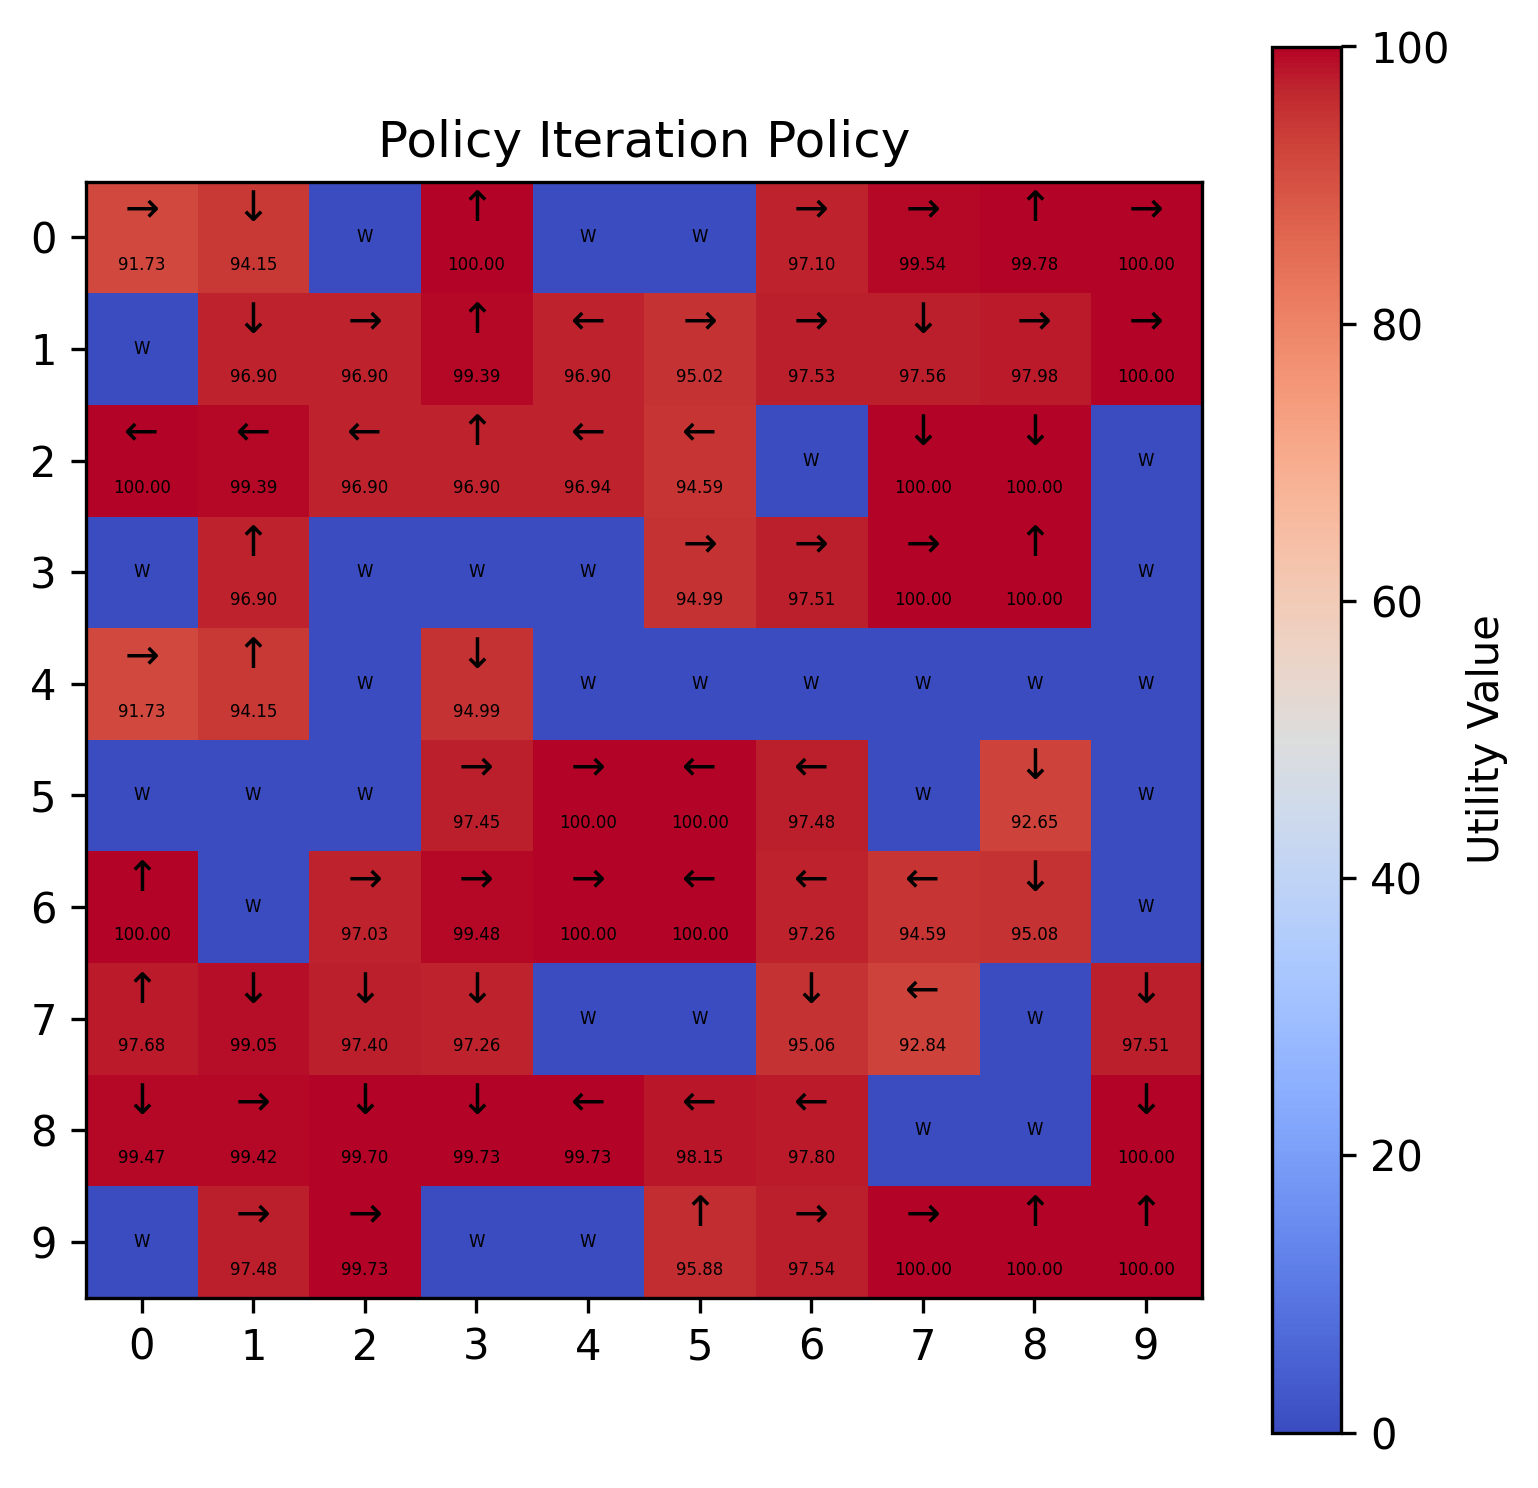 Policy Iteration Policy
0 → ↓ W ↑ W W → → ↑ →
91.73 94.15 100.00 97.10 99.54 99.78 100.00
1 W ↓ → ↑ ← → → ↓ → →
96.90 96.90 99.39 96.90 95.02 97.53 97.56 97.98 100.00
2 ← ← ← ↑ ← ← W ↓ ↓ W
100.00 99.39 96.90 96.90 96.94 94.59 100.00 100.00
3 W ↑ W W W → → → ↑ W
96.90 94.99 97.51 100.00 100.00
4 → ↑ W ↓ W W W W W W
91.73 94.15 94.99
5 W W W → → ← ← W ↓ W
97.45 100.00 100.00 97.48 92.65
6 ↑ W → → → ← ← ← ↓ W
100.00 97.03 99.48 100.00 100.00 97.26 94.59 95.08
7 ↑ ↓ ↓ ↓ W W ↓ ← W ↓
97.68 99.05 97.40 97.26 95.06 92.84 97.51
8 ↓ → ↓ ↓ ← ← ← W W ↓
99.47 99.42 99.70 99.73 99.73 98.15 97.80 100.00
9 W → → W W ↑ → → ↑ ↑
97.48 99.73 95.88 97.54 100.00 100.00 100.00
0 1 2 3 4 5 6 7 8 9
100
80
60
40
20
0
Utility Value